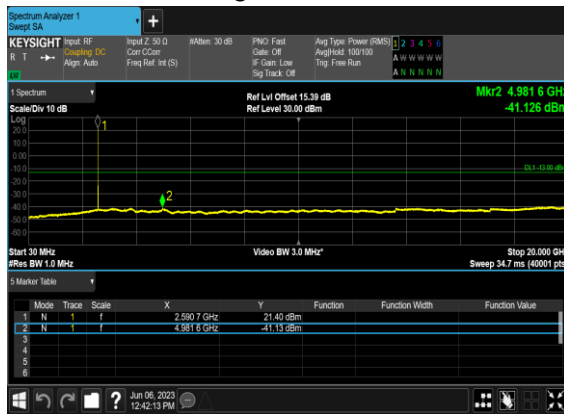 Spectrum Analyzer 1
Swept SA
KEYSIGHT Input: RF Input Z: 50 Ω #Atten: 30 dB PNO: Fast Avg Type: Power (RMS) 1 2 3 4 5 6
R T Coupling: DC Corr CCorr Gate: Off Avg|Hold: 100/100 A W W W W W
Align: Auto Freq Ref: Int (S) IF Gain: Low Trig: Free Run
Sig Track: Off A N N N N N
1 Spectrum Ref Lvl Offset 15.39 dB Mkr2 4.981 6 GHz
Scale/Div 10 dB Ref Level 30.00 dBm -41.126 dBm
Log
20.0
10.0
0.00
-10.0
-20.0
-30.0
-40.0
-50.0
-60.0
1
DL1 -13.00 dBm
2
Start 30 MHz Video BW 3.0 MHz* Stop 20.000 GH
#Res BW 1.0 MHz Sweep 34.7 ms (40001 pts
5 Marker Table
Mode Trace Scale X Y Function Function Width Function Value
1 N 1 f 2.590 7 GHz 21.40 dBm
2 N 1 f 4.981 6 GHz -41.13 dBm
3
4
5
6
? Jun 06, 2023
12:42:13 PM